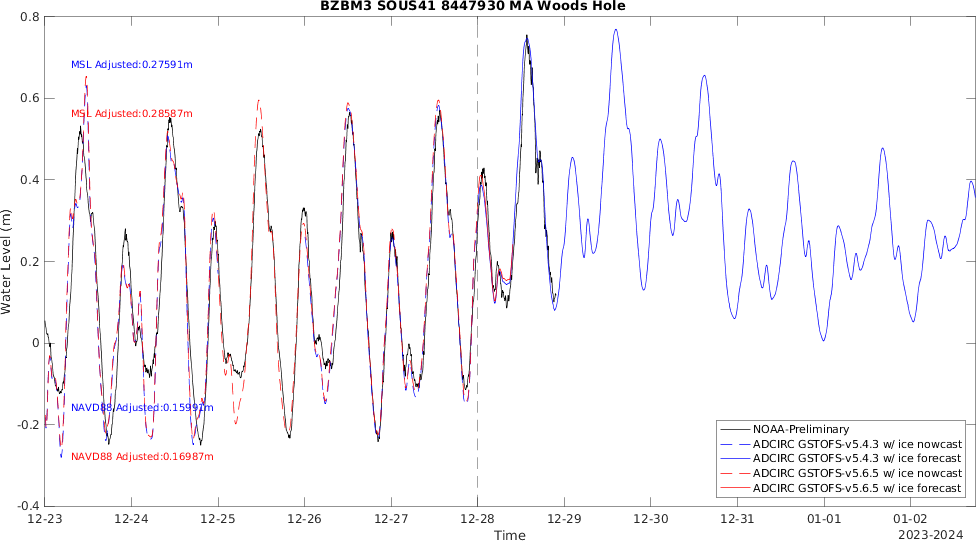 BZBM3 SOUS41 8447930 MA Woods Hole
0.8
0.6
0.4
0.2
0
-0.2
-0.4
Water Level (m)
MSL Adjusted:0.27591m
MSL Adjusted:0.28587m
NAVD88 Adjusted:0.15991m
NAVD88 Adjusted:0.16987m
NOAA-Preliminary
ADCIRC GSTOFS-v5.4.3 w/ ice nowcast
ADCIRC GSTOFS-v5.4.3 w/ ice forecast
ADCIRC GSTOFS-v5.6.5 w/ ice nowcast
ADCIRC GSTOFS-v5.6.5 w/ ice forecast
12-23 12-24 12-25 12-26 12-27 12-28 12-29 12-30 12-31 01-01 01-02
Time
2023-2024